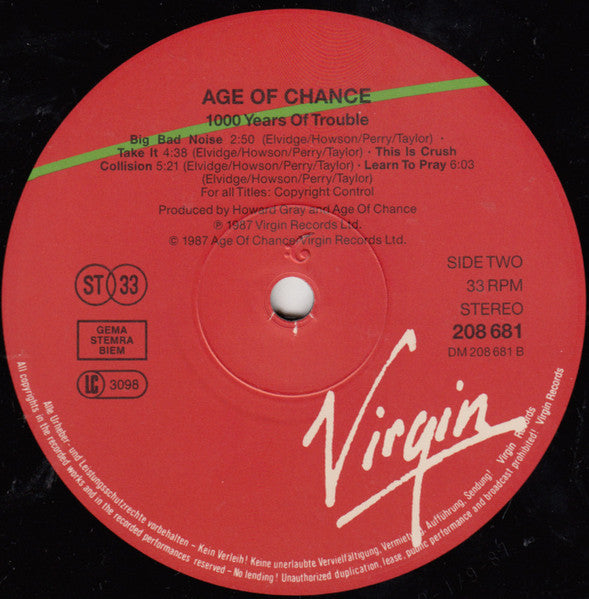 AGE OF CHANCE
1000 Years Of Trouble
Big Bad Noise 2:50 (Elvidge/Howson/Perry/Taylor) ·
Take It 4:38 (Elvidge/Howson/Perry/Taylor) · This Is Crush
Collision 5:21 (Elvidge/Howson/Perry/Taylor) · Learn To Pray 6:03
(Elvidge/Howson/Perry/Taylor)
For all Titles: Copyright Control
Produced by Howard Gray and Age Of Chance
℗ 1987 Virgin Records Ltd.
© 1987 Age Of Chance/Virgin Records Ltd.
ST 33
GEMA
STEMRA
BIEM
LC 3098
SIDE TWO
33 RPM
STEREO
208 681
DM 208 681 B
Virgin
Alle Urheber- und Leistungsschutzrechte vorbehalten – Kein Verleih! Keine unerlaubte Vervielfältigung, Vermietung, Aufführung, Sendung! Virgin Records
All copyrights in the recorded works and in the recorded performances reserved – No lending! Unauthorized duplication, lease, public performance and broadcast prohibited! Virgin Records